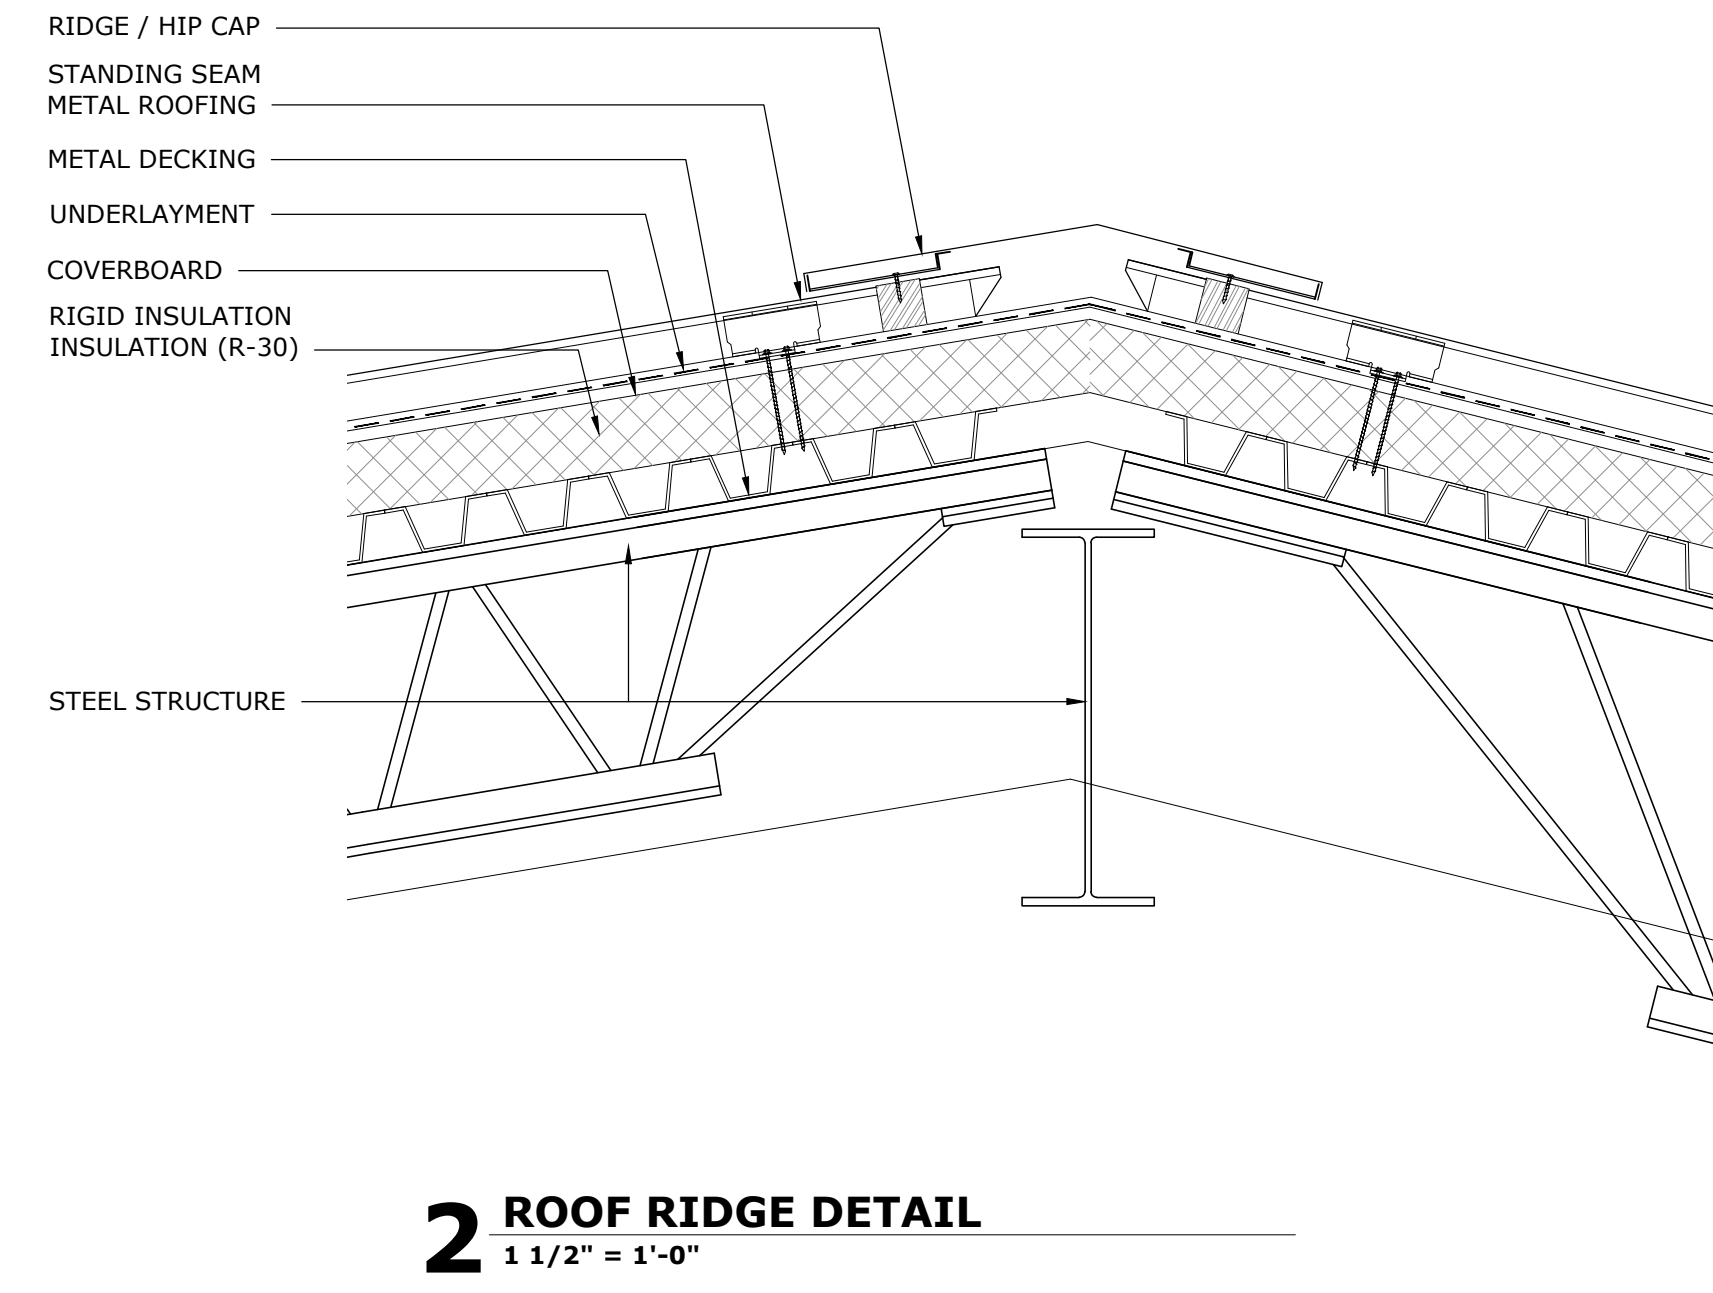 RIDGE / HIP CAP
STANDING SEAM
METAL ROOFING
METAL DECKING
UNDERLAYMENT
COVERBOARD
RIGID INSULATION
INSULATION (R-30)
STEEL STRUCTURE
2 ROOF RIDGE DETAIL
1 1/2" = 1'-0"